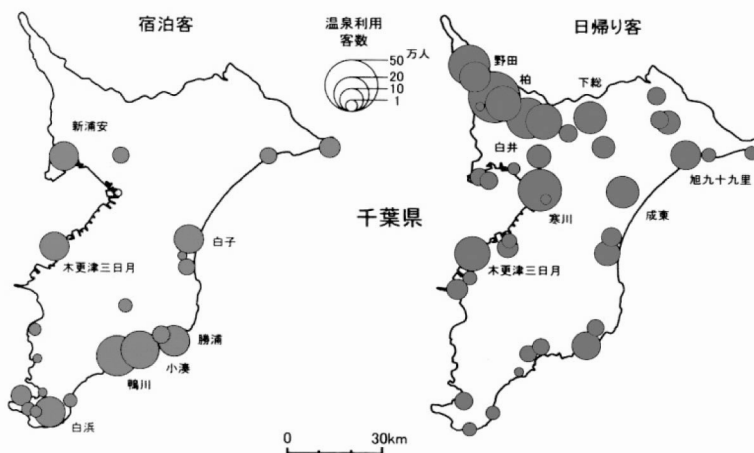 宿泊客
温泉利用
客数
50 万人
20
10
1
日帰り客
野田
柏
下総
新浦安
白井
旭九十九里
千葉県
寒川
成東
白子
木更津三日月
木更津三日月
勝浦
小湊
鴨川
白浜
0 30km